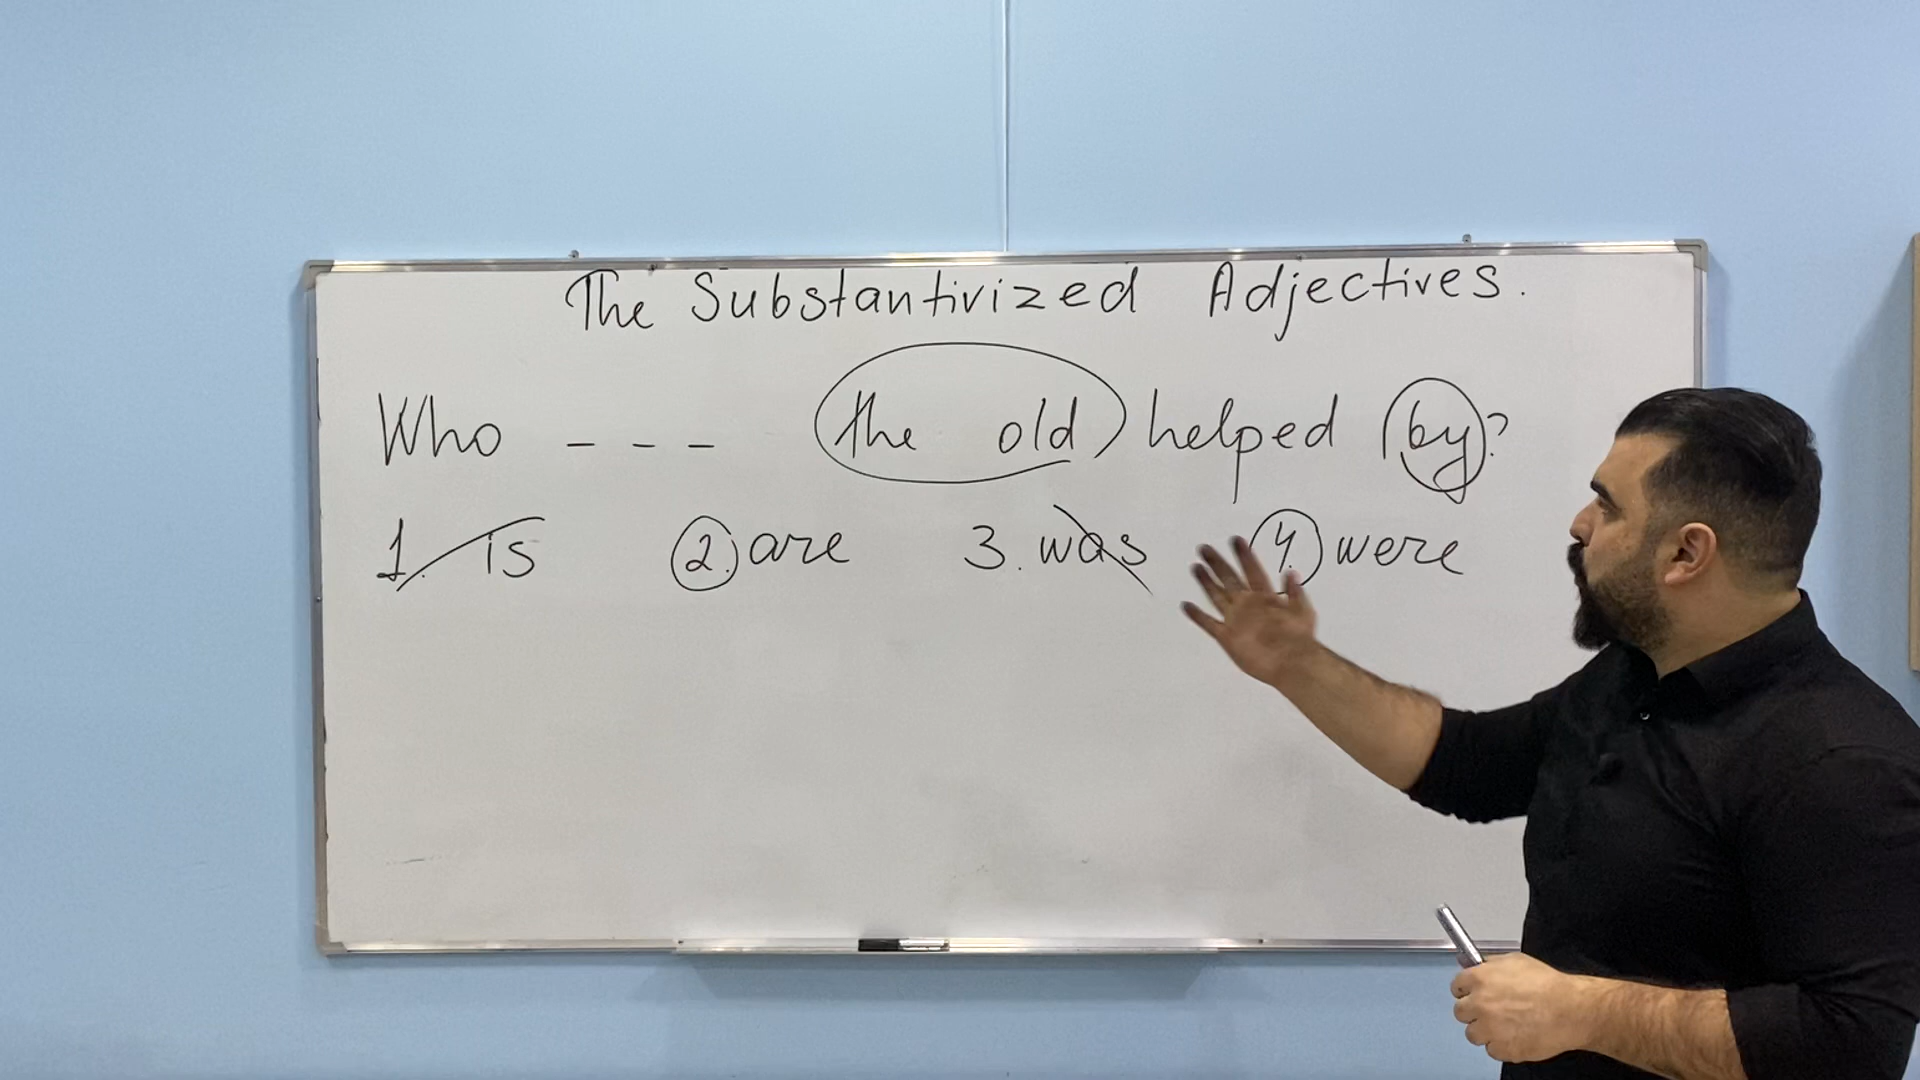 The Substantivized Adjectives.
Who - - - the old helped by?
1. is 2. are 3. was 4. were